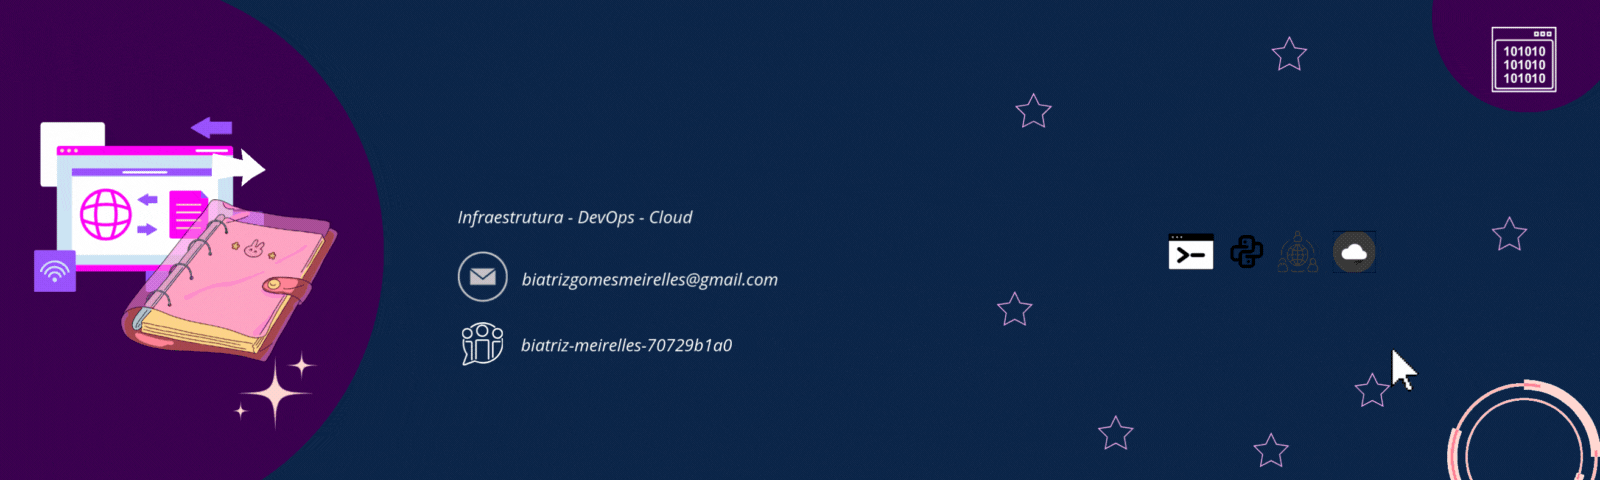 101010
101010
101010
Infraestrutura - DevOps - Cloud
biatrizgomesmeirelles@gmail.com
biatriz-meirelles-70729b1a0